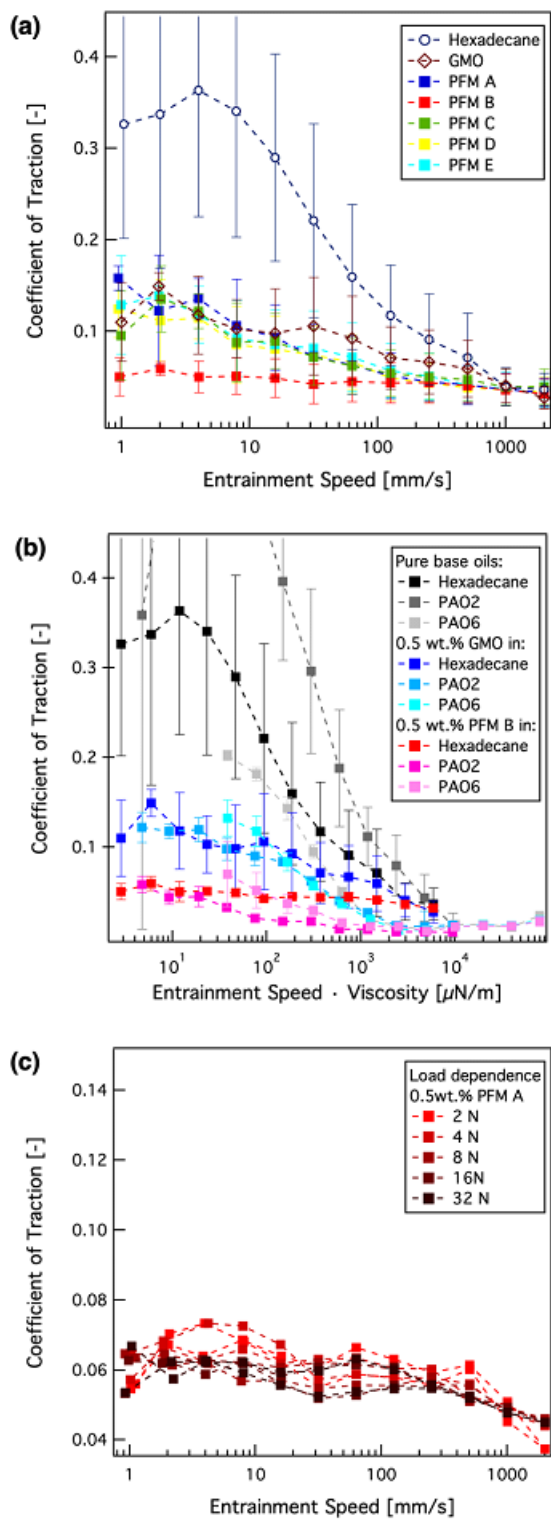 (a)
Hexadecane
GMO
PFM A
PFM B
PFM C
PFM D
PFM E
0.4
0.3
0.2
0.1
Coefficient of Traction [-]
1
10
100
1000
Entrainment Speed [mm/s]
(b)
Pure base oils:
Hexadecane
PAO2
PAO6
0.5 wt.% GMO in:
Hexadecane
PAO2
PAO6
0.5 wt.% PFM B in:
Hexadecane
PAO2
PAO6
0.4
0.3
0.2
0.1
Coefficient of Traction [-]
10¹
10²
10³
10⁴
Entrainment Speed · Viscosity [µN/m]
(c)
Load dependence
0.5wt.% PFM A
2 N
4 N
8 N
16N
32 N
0.14
0.12
0.10
0.08
0.06
0.04
Coefficient of Traction [-]
1
10
100
1000
Entrainment Speed [mm/s]